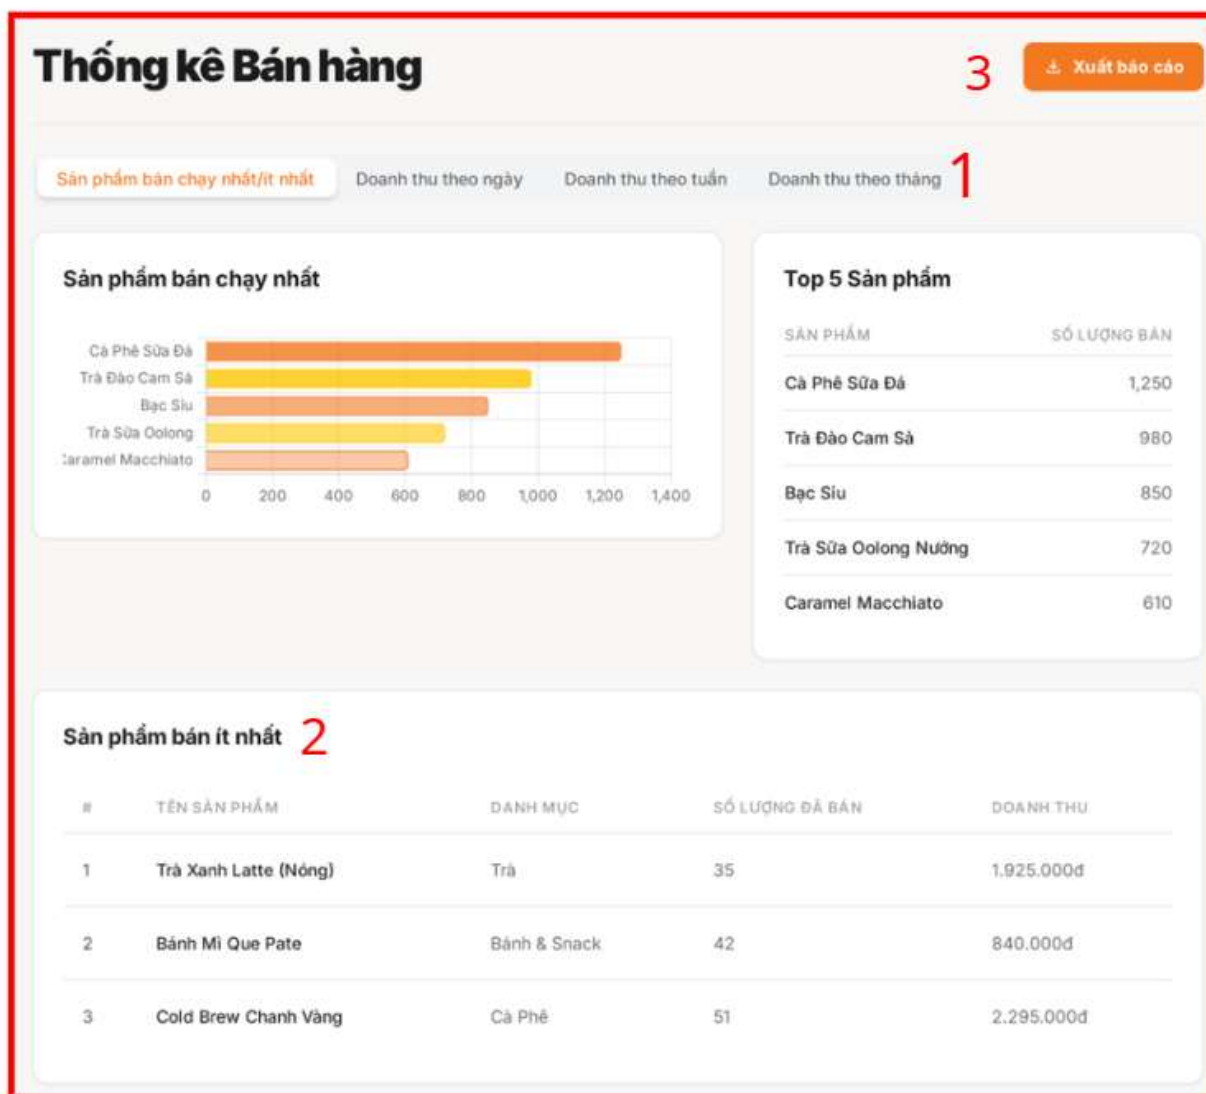 Thống kê Bán hàng
3
Xuất báo cáo
Sản phẩm bán chạy nhất/ít nhất
Doanh thu theo ngày
Doanh thu theo tuần
Doanh thu theo tháng
1
Sản phẩm bán chạy nhất
Cà Phê Sữa Đá
Trà Đào Cam Sả
Bạc Sỉu
Trà Sữa Oolong
Caramel Macchiato
0 200 400 600 800 1,000 1,200 1,400
Top 5 Sản phẩm
SẢN PHẨM SỐ LƯỢNG BÁN
Cà Phê Sữa Đá 1,250
Trà Đào Cam Sả 980
Bạc Sỉu 850
Trà Sữa Oolong Nướng 720
Caramel Macchiato 610
Sản phẩm bán ít nhất 2
# TÊN SẢN PHẨM DANH MỤC SỐ LƯỢNG ĐÃ BÁN DOANH THU
1 Trà Xanh Latte (Nóng) Trà 35 1.925.000đ
2 Bánh Mì Que Pate Bánh & Snack 42 840.000đ
3 Cold Brew Chanh Vàng Cà Phê 51 2.295.000đ